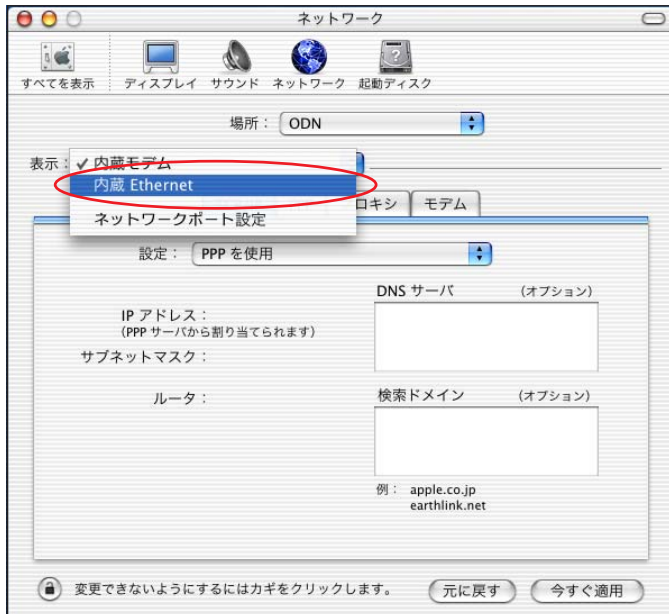 ネットワーク
すべてを表示 ディスプレイ サウンド ネットワーク 起動ディスク
場所： ODN
表示： ✓ 内蔵モデム
内蔵 Ethernet
ネットワークポート設定
ロキシ モデム
設定： PPP を使用
DNS サーバ （オプション）
IP アドレス：
（PPP サーバから割り当てられます）
サブネットマスク：
ルータ：
検索ドメイン （オプション）
例： apple.co.jp
earthlink.net
変更できないようにするにはカギをクリックします。 元に戻す 今すぐ適用